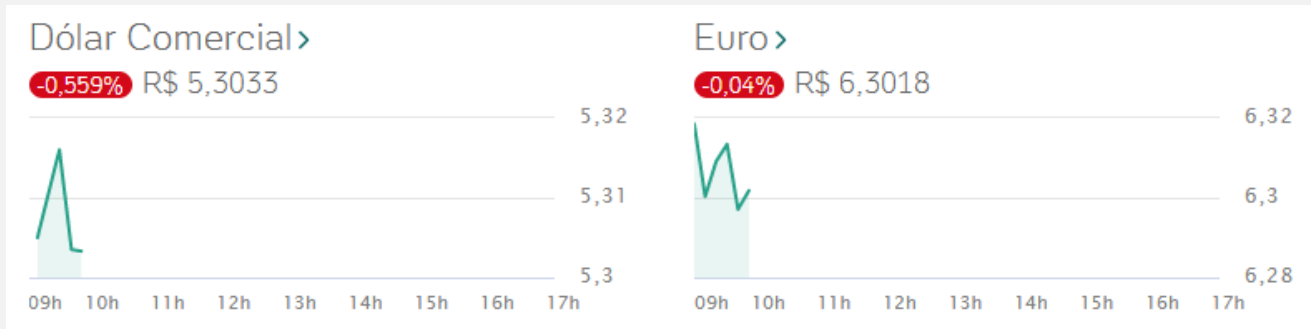 Dólar Comercial>
-0,559% R$ 5,3033
5,32
5,31
5,3
09h 10h 11h 12h 13h 14h 15h 16h 17h
Euro>
-0,04% R$ 6,3018
6,32
6,3
6,28
09h 10h 11h 12h 13h 14h 15h 16h 17h